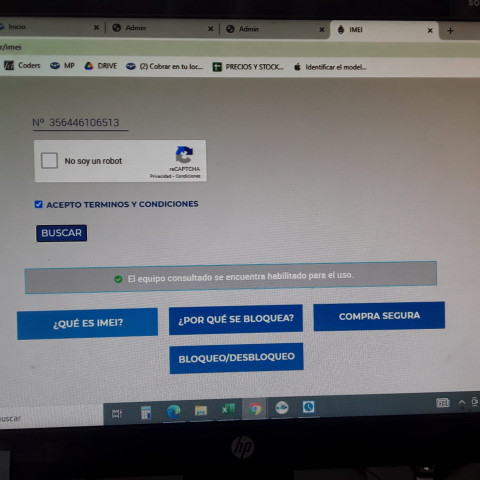 Inicio
Admin
Admin
IMEI
x/imei
Coders
MP
DRIVE
(2) Cobrar en tu loc...
PRECIOS Y STOCK...
Identificar el model...
Nº 356446106513
No soy un robot
reCAPTCHA
Privacidad - Condiciones
ACEPTO TERMINOS Y CONDICIONES
BUSCAR
El equipo consultado se encuentra habilitado para el uso.
¿QUÉ ES IMEI?
¿POR QUÉ SE BLOQUEA?
COMPRA SEGURA
BLOQUEO/DESBLOQUEO
buscar
hp